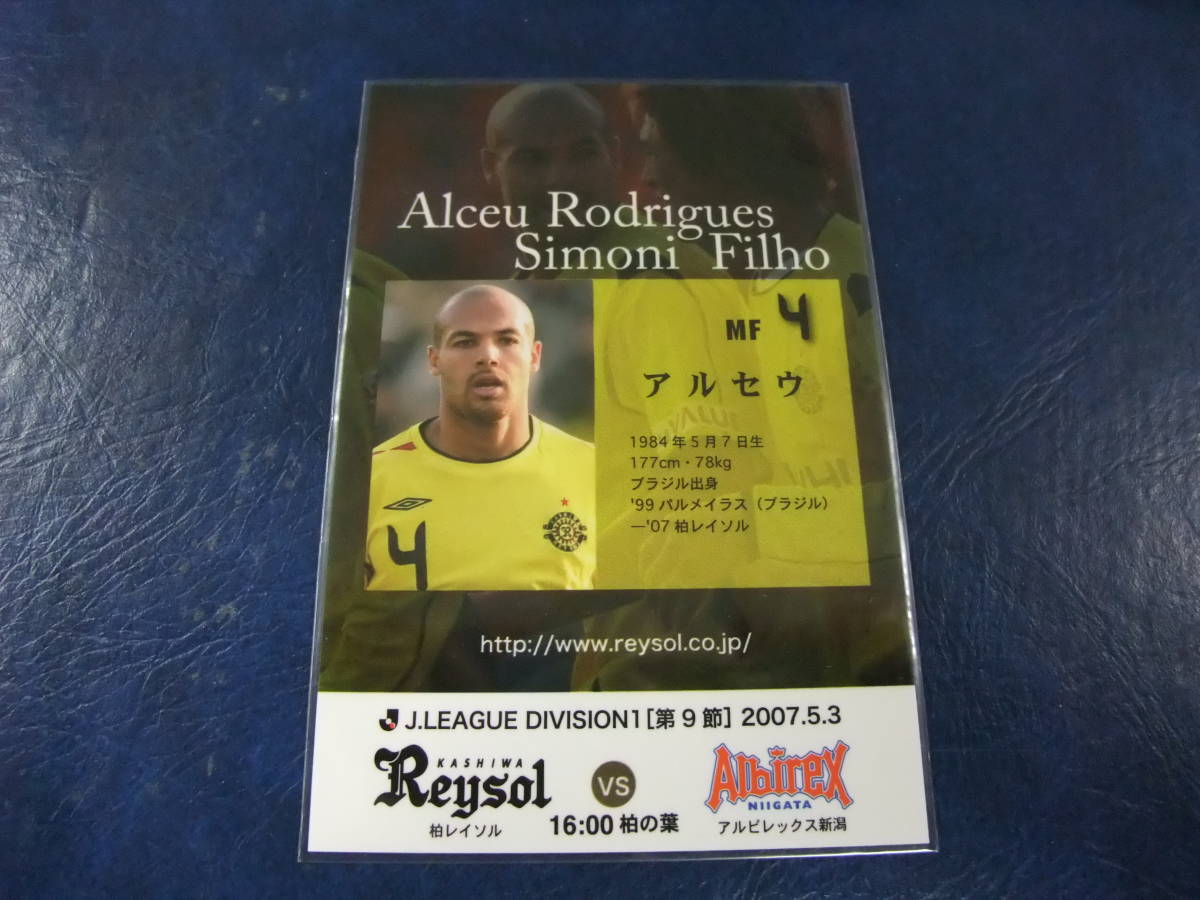 Alceu Rodrigues
Simoni Filho
MF 4
アルセウ
1984年5月7日生
177cm・78kg
ブラジル出身
'99 パルメイラス（ブラジル）
―'07 柏レイソル
4
http://www.reysol.co.jp/
J.LEAGUE DIVISION1 [第9節] 2007.5.3
KASHIWA
Reysol
柏レイソル
VS
16:00 柏の葉
Albirex
NIIGATA
アルビレックス新潟